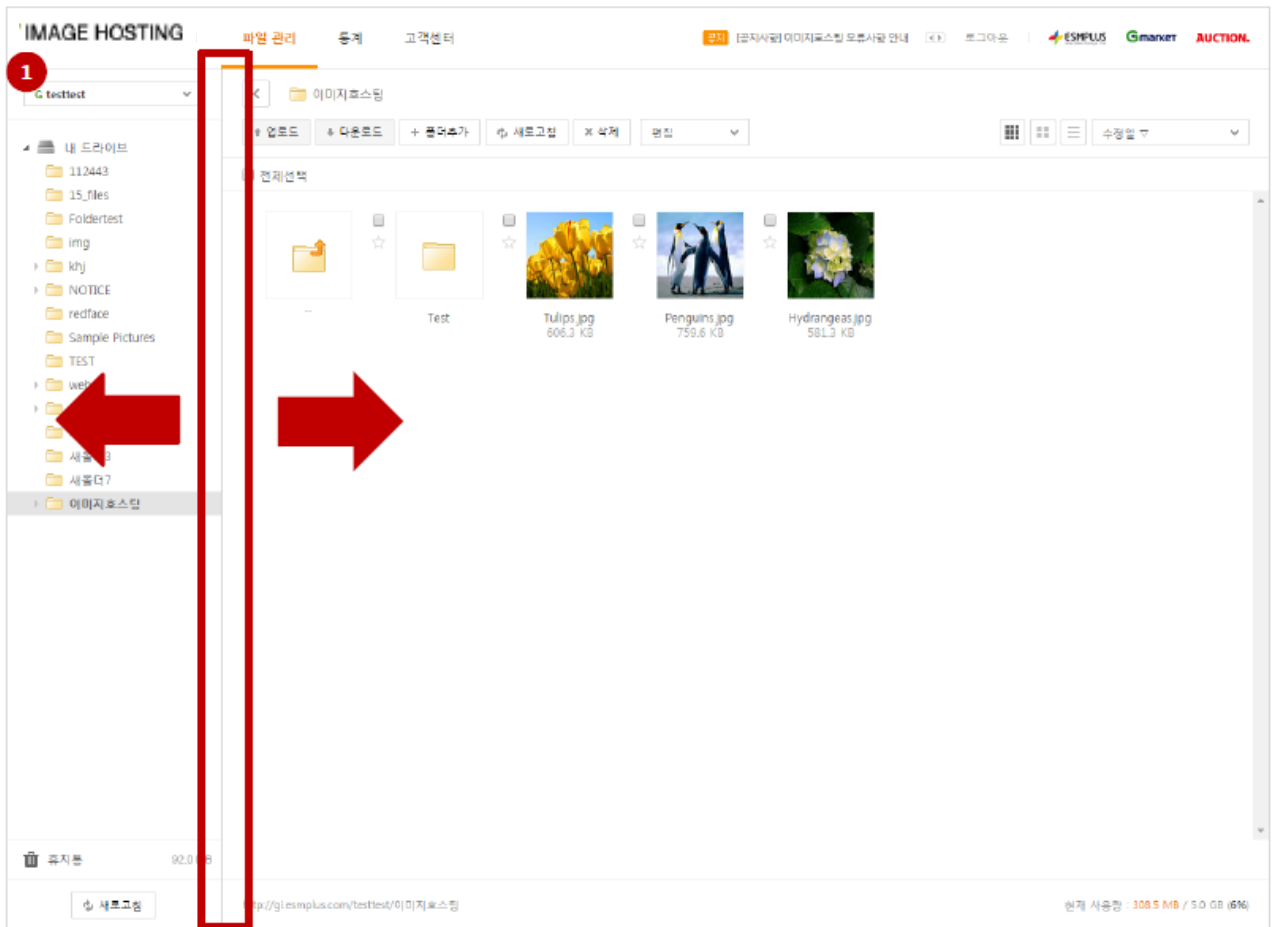 IMAGE HOSTING
파일 관리
통계
고객센터
공지
[공지사항] 이미지호스팅 오류사항 안내
로그아웃
ESMPLUS
Gmarket
AUCTION.
1
G testtest
이미지호스팅
업로드
다운로드
+ 폴더추가
새로고침
삭제
편집
수정일
전체선택
내 드라이브
112443
15_files
Foldertest
img
khj
NOTICE
redface
Sample Pictures
TEST
새폴더7
이미지호스팅
..
Test
Tulips.jpg
606.3 KB
Penguins.jpg
759.6 KB
Hydrangeas.jpg
581.3 KB
휴지통
92.0
새로고침
http://gi.esmplus.com/testtest/이미지호스팅
현재 사용량 : 308.5 MB / 5.0 GB (6%)